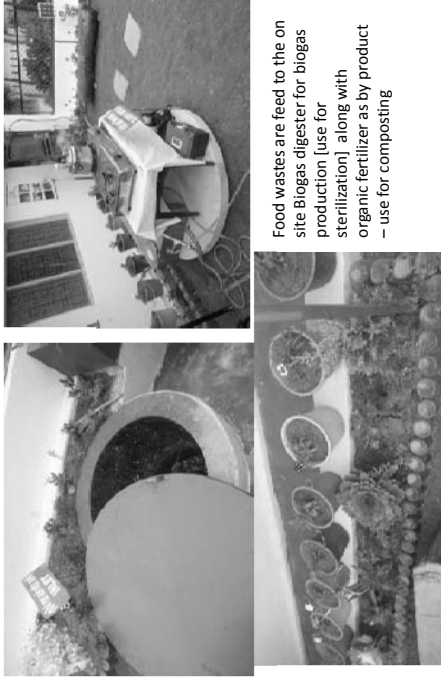 Food wastes are feed to the on
site Biogas digester for biogas
production [use for
sterilization]  along with
organic fertilizer as by product
– use for composting